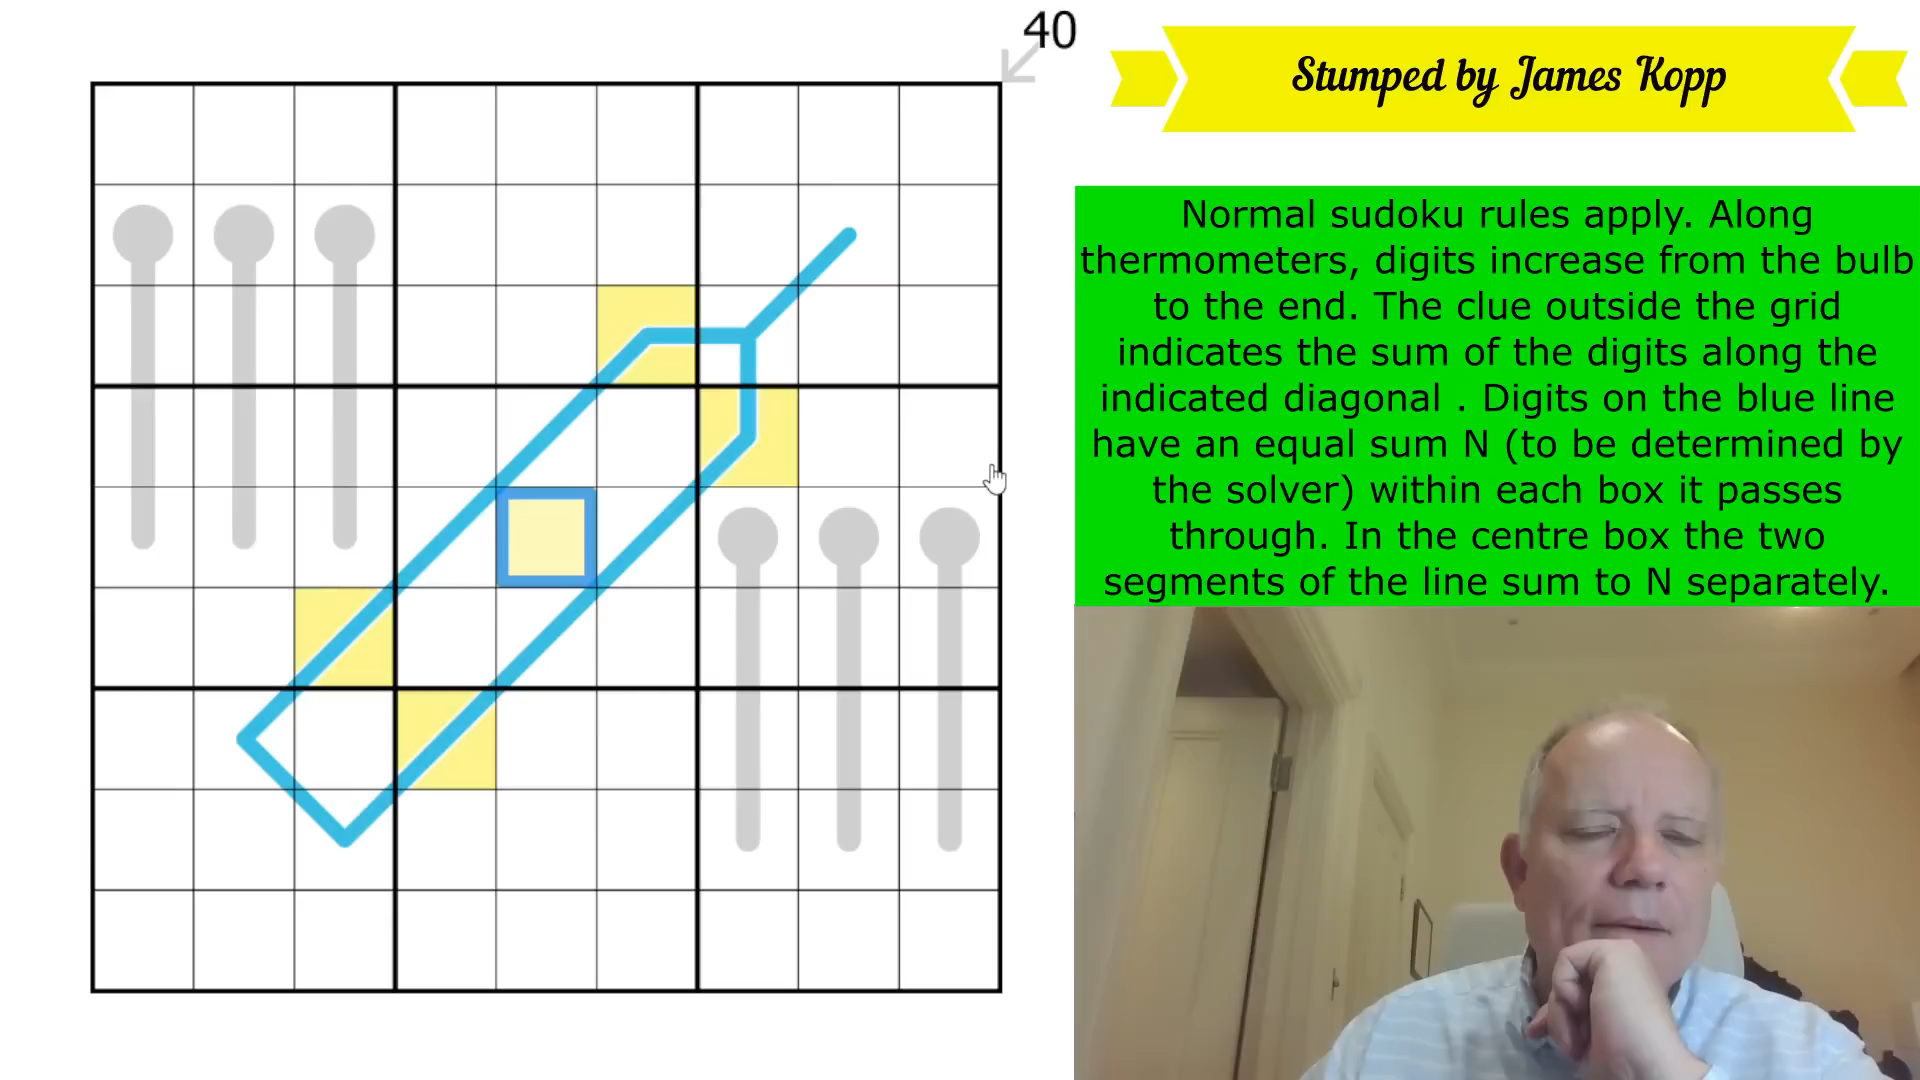 40
Stumped by James Kopp
Normal sudoku rules apply. Along
thermometers, digits increase from the bulb
to the end. The clue outside the grid
indicates the sum of the digits along the
indicated diagonal . Digits on the blue line
have an equal sum N (to be determined by
the solver) within each box it passes
through. In the centre box the two
segments of the line sum to N separately.